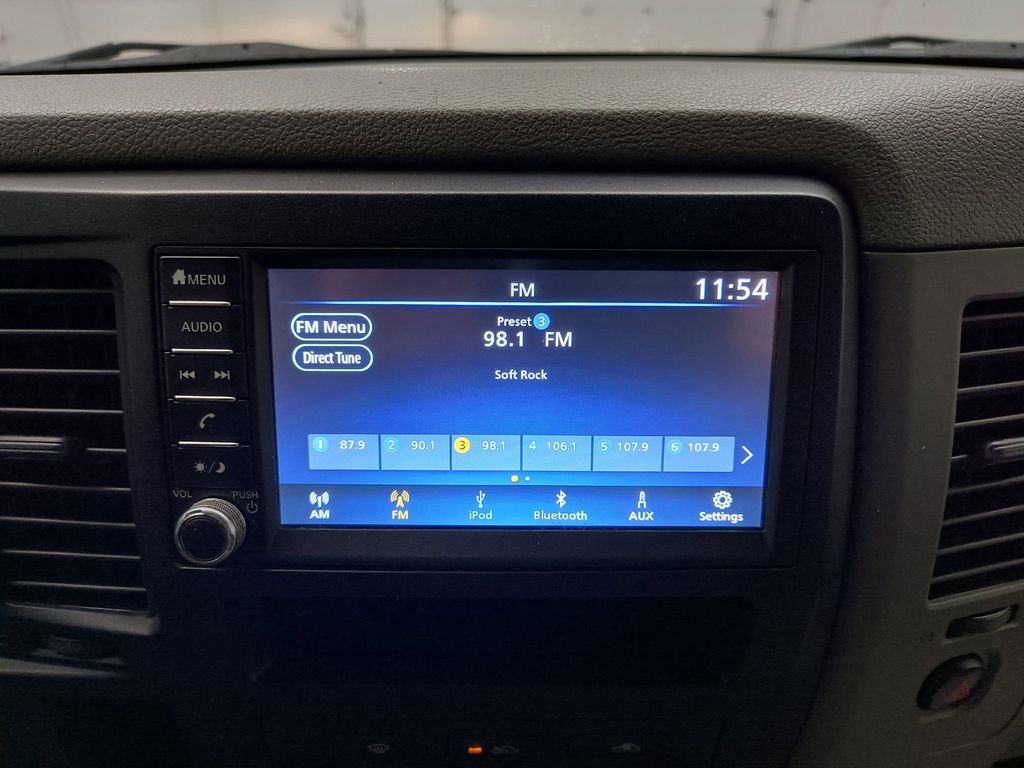 MENU
AUDIO
VOL PUSH
FM 11:54
FM Menu
Direct Tune
Preset 3
98.1 FM
Soft Rock
1 87.9 2 90.1 3 98.1 4 106.1 5 107.9 6 107.9
AM FM iPod Bluetooth AUX Settings